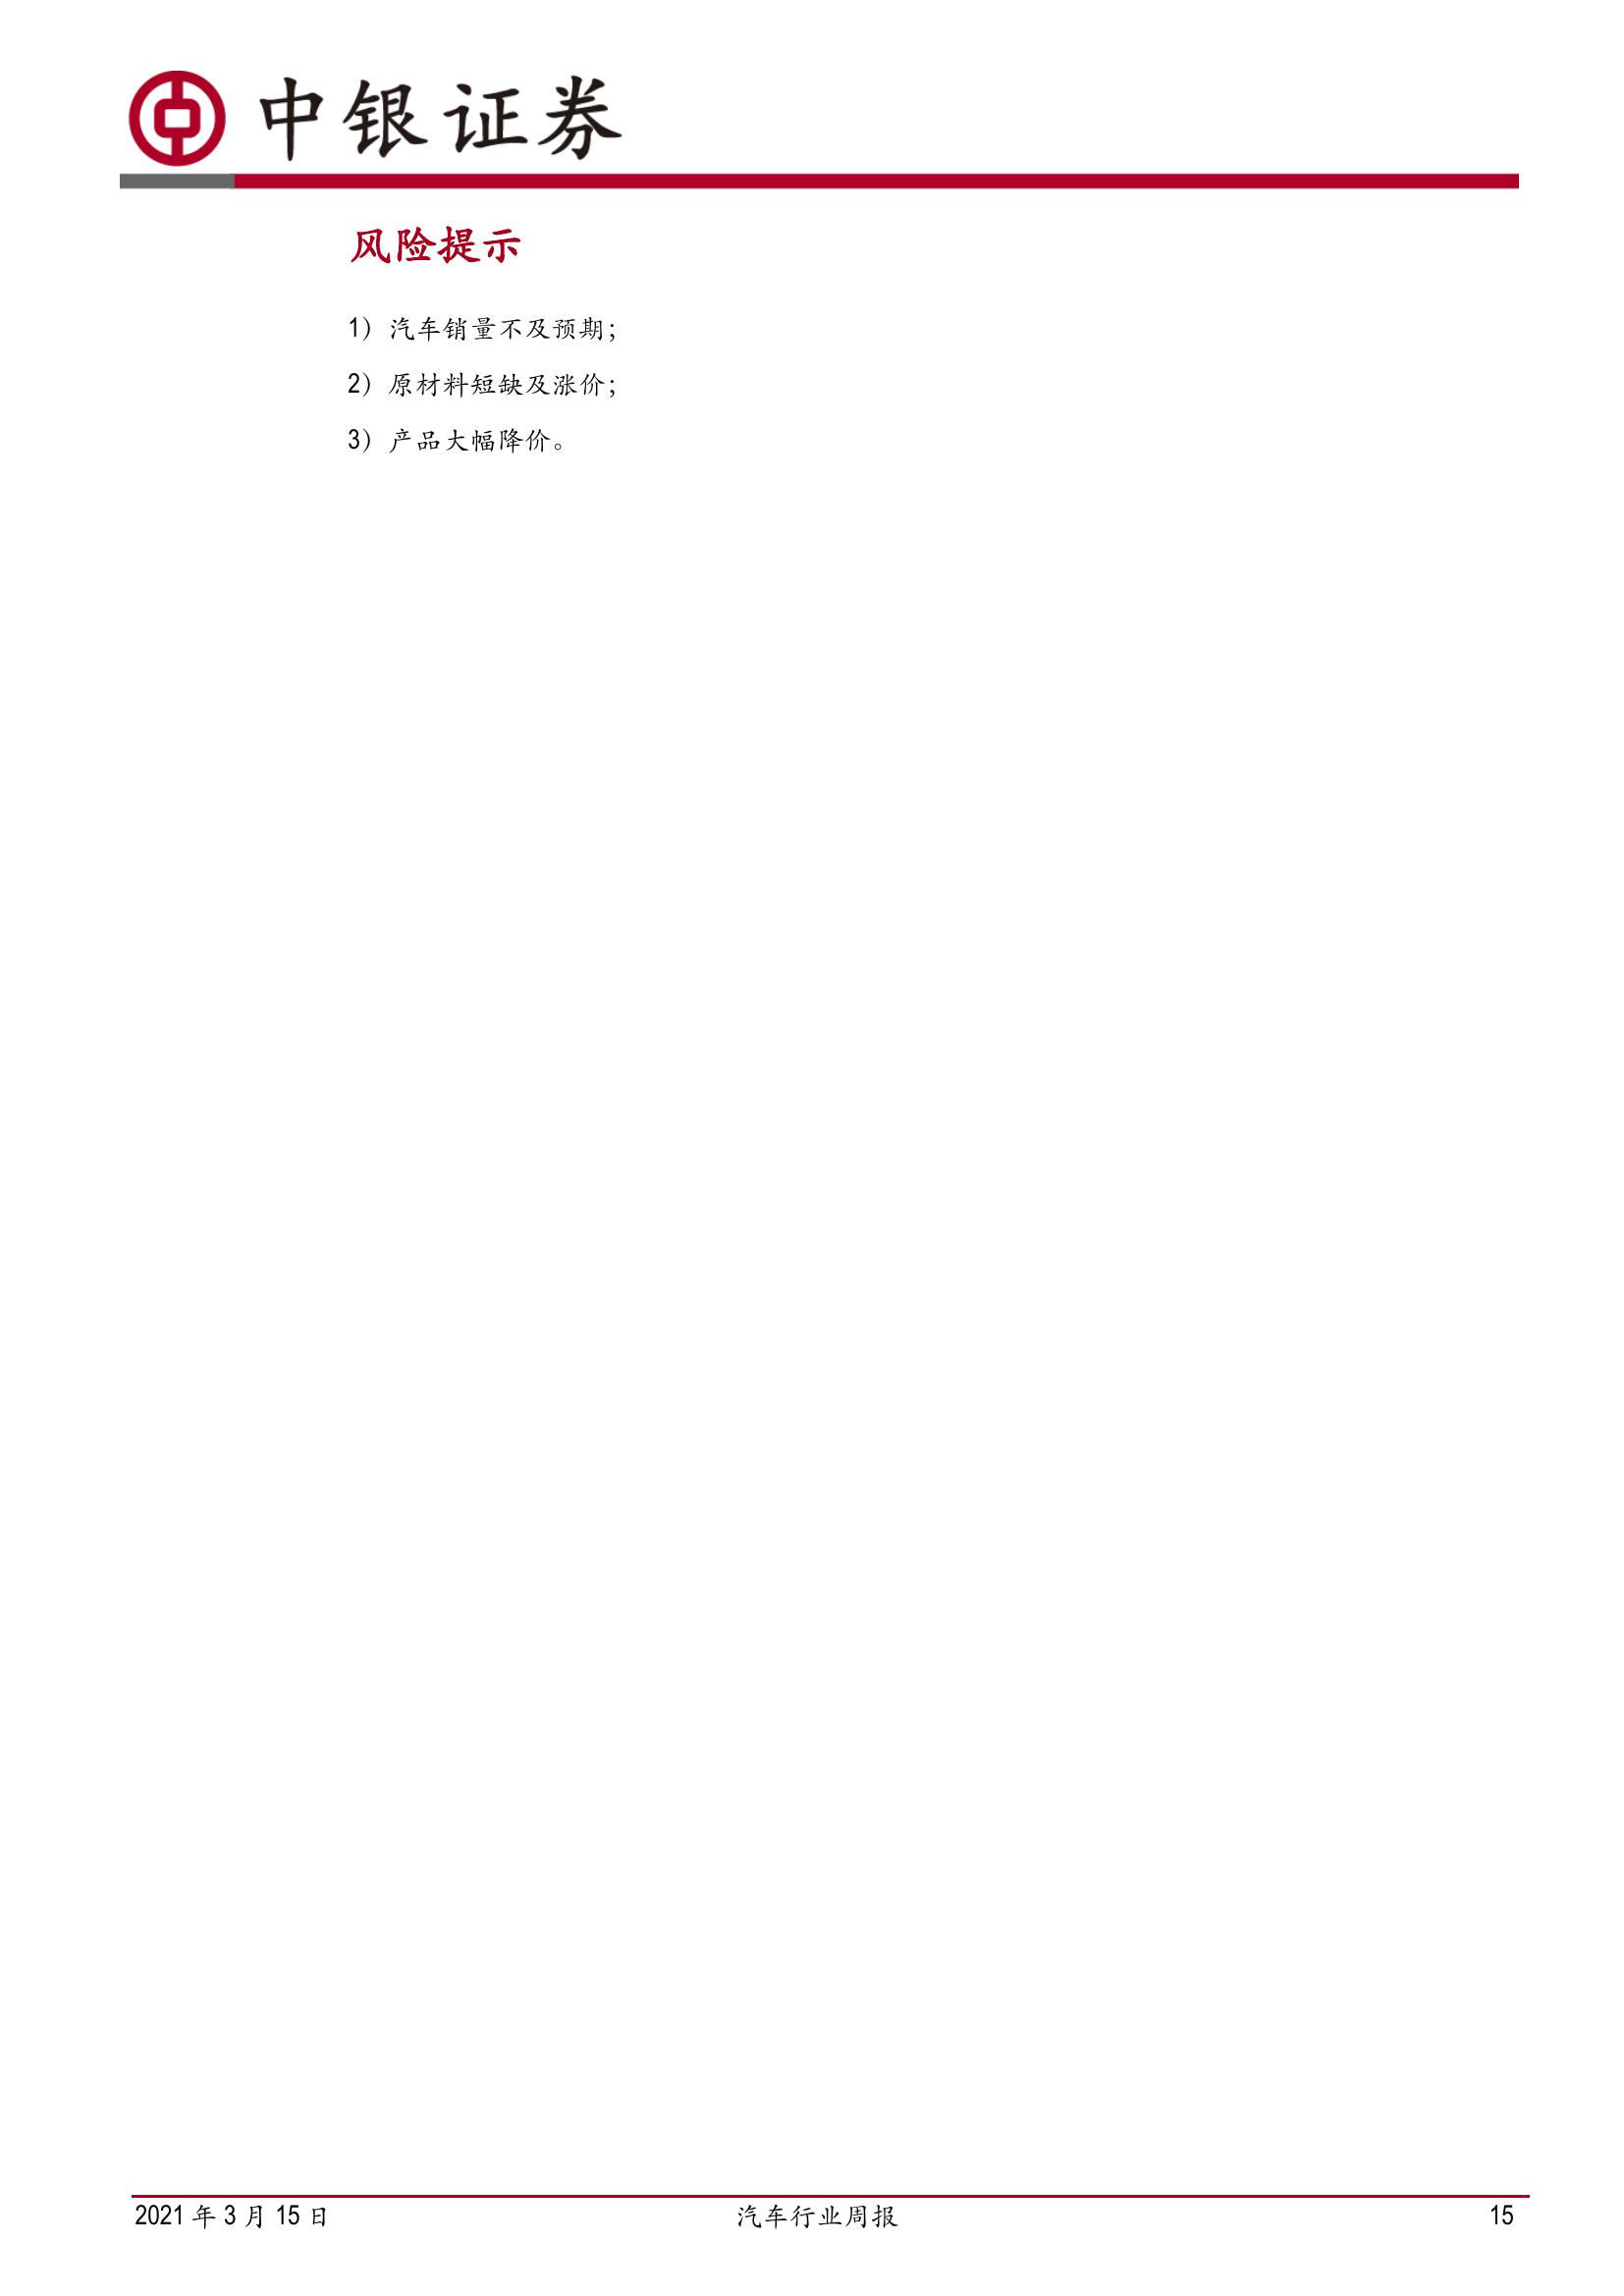 中银证券
风险提示
1）汽车销量不及预期；
2）原材料短缺及涨价；
3）产品大幅降价。
2021 年 3 月 15 日
汽车行业周报
15